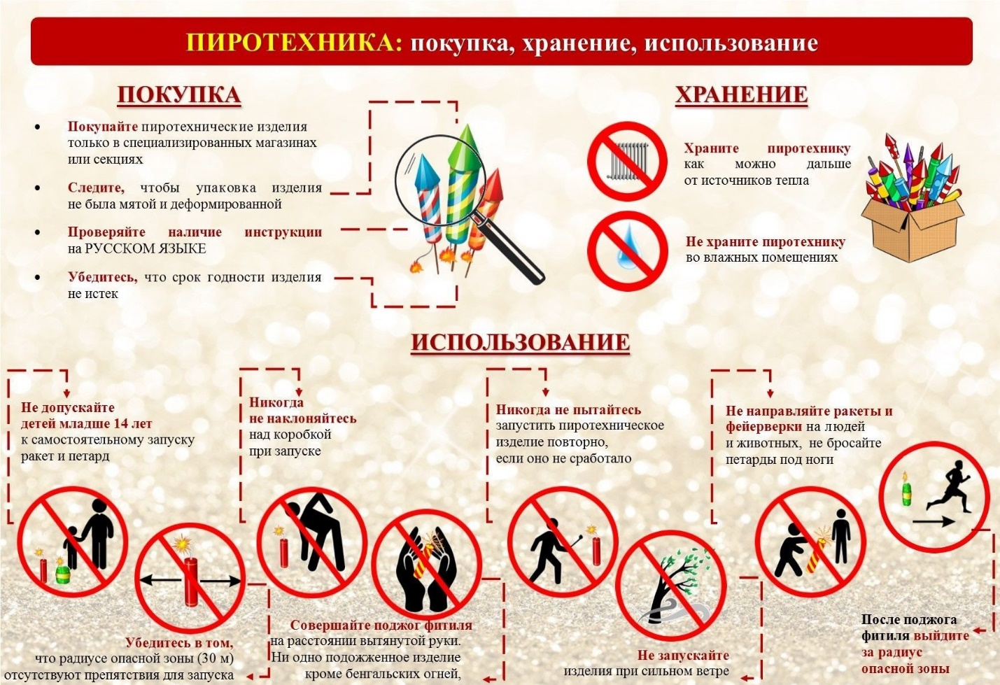 ПИРОТЕХНИКА: покупка, хранение, использование
ПОКУПКА
• Покупайте пиротехнические изделия
только в специализированных магазинах
или секциях
• Следите, чтобы упаковка изделия
не была мятой и деформированной
• Проверяйте наличие инструкции
на РУССКОМ ЯЗЫКЕ
• Убедитесь, что срок годности изделия
не истек
ХРАНЕНИЕ
Храните пиротехнику
как можно дальше
от источников тепла
Не храните пиротехнику
во влажных помещениях
ИСПОЛЬЗОВАНИЕ
Не допускайте
детей младше 14 лет
к самостоятельному запуску
ракет и петард
Никогда
не наклоняйтесь
над коробкой
при запуске
Никогда не пытайтесь
запустить пиротехническое
изделие повторно,
если оно не сработало
Не направляйте ракеты и
фейерверки на людей
и животных, не бросайте
петарды под ноги
Убедитесь в том,
что радиусе опасной зоны (30 м)
отсутствуют препятствия для запуска
Совершайте поджог фитиля
на расстоянии вытянутой руки.
Ни одно подожженное изделие
кроме бенгальских огней,
Не запускайте
изделия при сильном ветре
После поджога
фитиля выйдите
за радиус
опасной зоны